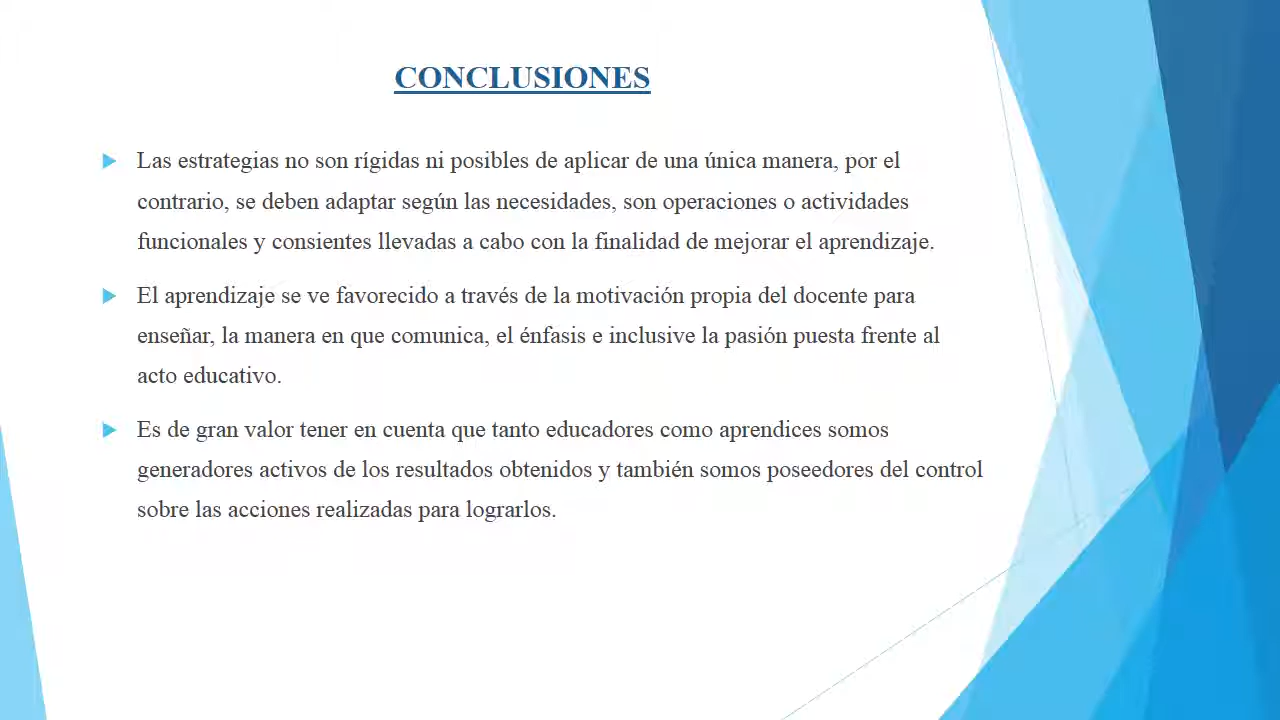 CONCLUSIONES
Las estrategias no son rígidas ni posibles de aplicar de una única manera, por el
contrario, se deben adaptar según las necesidades, son operaciones o actividades
funcionales y consientes llevadas a cabo con la finalidad de mejorar el aprendizaje.
El aprendizaje se ve favorecido a través de la motivación propia del docente para
enseñar, la manera en que comunica, el énfasis e inclusive la pasión puesta frente al
acto educativo.
Es de gran valor tener en cuenta que tanto educadores como aprendices somos
generadores activos de los resultados obtenidos y también somos poseedores del control
sobre las acciones realizadas para lograrlos.